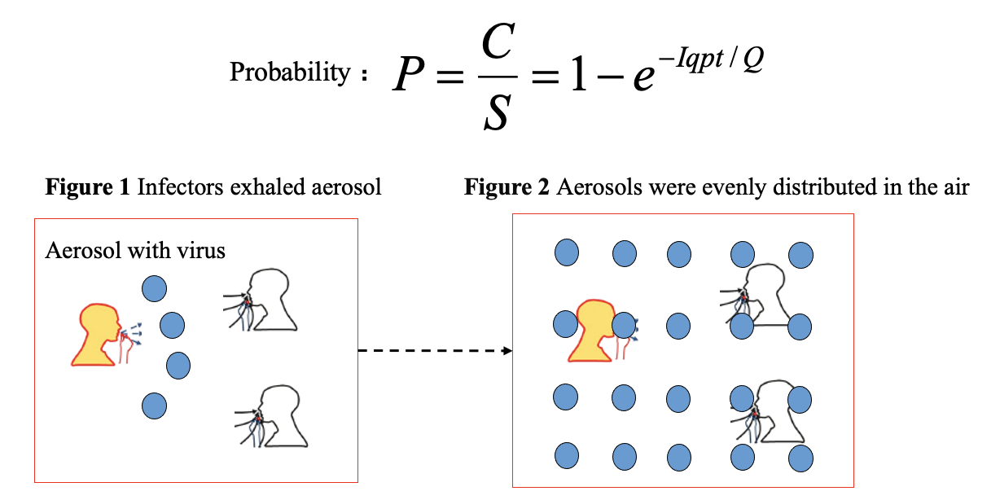 Probability： P = C/S = 1 − e^{−Iqpt / Q}
Figure 1 Infectors exhaled aerosol
Figure 2 Aerosols were evenly distributed in the air
Aerosol with virus